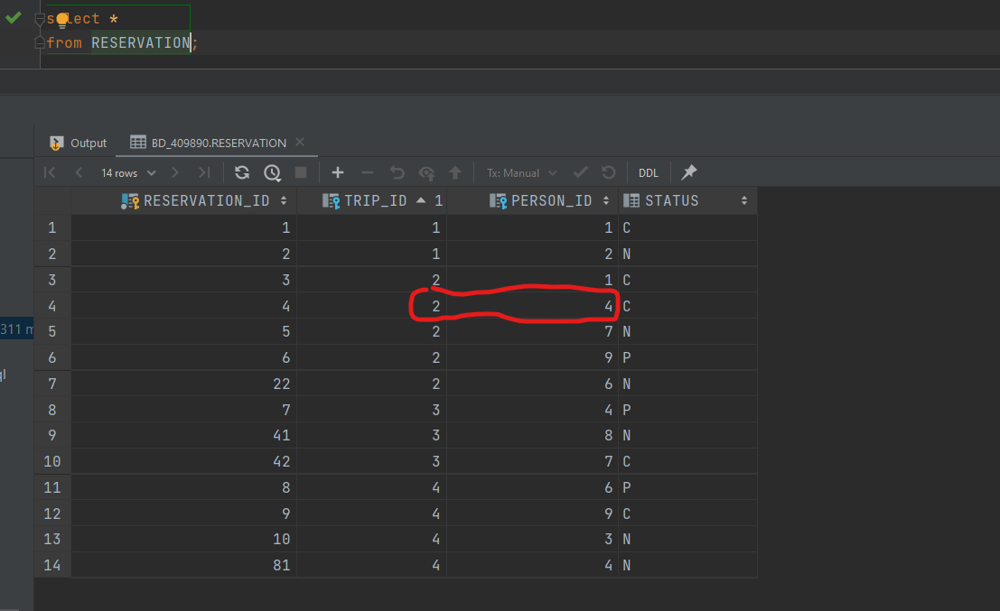 select *
from RESERVATION;
Output
BD_409890.RESERVATION
14 rows
Tx: Manual
DDL
RESERVATION_ID TRIP_ID 1 PERSON_ID STATUS
1 1 1 1 C
2 2 1 2 N
3 3 2 1 C
4 4 2 4 C
5 5 2 7 N
6 6 2 9 P
7 22 2 6 N
8 7 3 4 P
9 41 3 8 N
10 42 3 7 C
11 8 4 6 P
12 9 4 9 C
13 10 4 3 N
14 81 4 4 N
311 m
ql